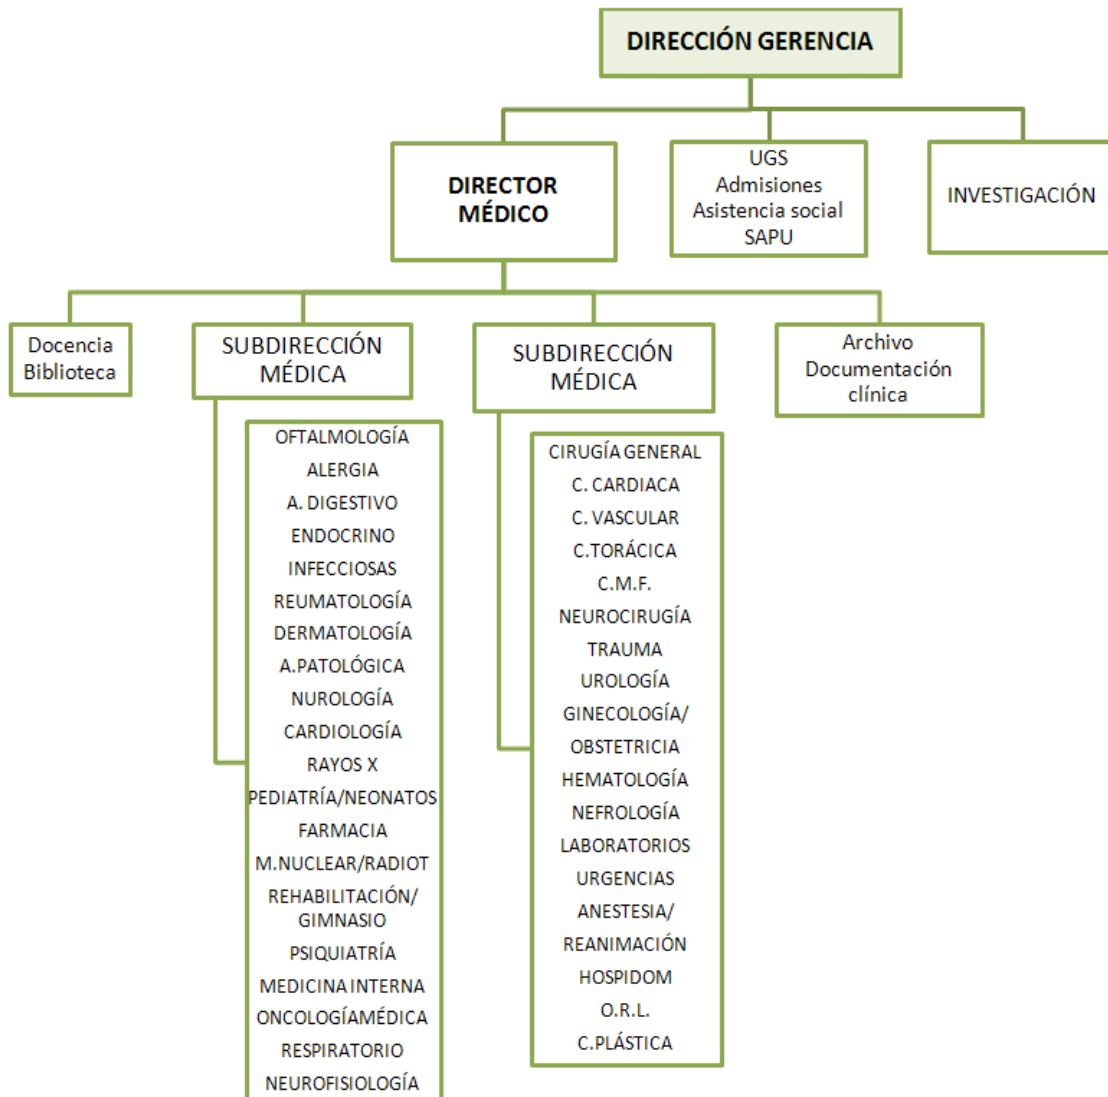 DIRECCIÓN GERENCIA
DIRECTOR
MÉDICO
UGS
Admisiones
Asistencia social
SAPU
INVESTIGACIÓN
Docencia
Biblioteca
SUBDIRECCIÓN
MÉDICA
SUBDIRECCIÓN
MÉDICA
Archivo
Documentación
clínica
OFTALMOLOGÍA
ALERGIA
A. DIGESTIVO
ENDOCRINO
INFECCIOSAS
REUMATOLOGÍA
DERMATOLOGÍA
A.PATOLÓGICA
NUROLOGÍA
CARDIOLOGÍA
RAYOS X
PEDIATRÍA/NEONATOS
FARMACIA
M.NUCLEAR/RADIOT
REHABILITACIÓN/
GIMNASIO
PSIQUIATRÍA
MEDICINA INTERNA
ONCOLOGÍAMÉDICA
RESPIRATORIO
NEUROFISIOLOGÍA
CIRUGÍA GENERAL
C. CARDIACA
C. VASCULAR
C.TORÁCICA
C.M.F.
NEUROCIRUGÍA
TRAUMA
UROLOGÍA
GINECOLOGÍA/
OBSTETRICIA
HEMATOLOGÍA
NEFROLOGÍA
LABORATORIOS
URGENCIAS
ANESTESIA/
REANIMACIÓN
HOSPIDOM
O.R.L.
C.PLÁSTICA